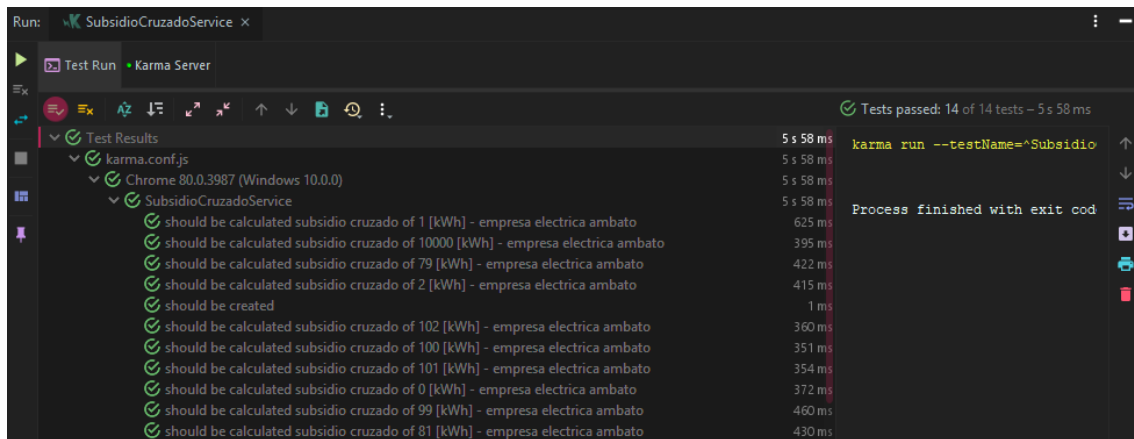 Run: SubsidioCruzadoService ×
Test Run Karma Server
Tests passed: 14 of 14 tests – 5 s 58 ms
Test Results 5 s 58 ms
karma run --testName=^Subsidio
karma.conf.js 5 s 58 ms
Chrome 80.0.3987 (Windows 10.0.0) 5 s 58 ms
SubsidioCruzadoService 5 s 58 ms
Process finished with exit cod
should be calculated subsidio cruzado of 1 [kWh] - empresa electrica ambato 625 ms
should be calculated subsidio cruzado of 10000 [kWh] - empresa electrica ambato 395 ms
should be calculated subsidio cruzado of 79 [kWh] - empresa electrica ambato 422 ms
should be calculated subsidio cruzado of 2 [kWh] - empresa electrica ambato 415 ms
should be created 1 ms
should be calculated subsidio cruzado of 102 [kWh] - empresa electrica ambato 360 ms
should be calculated subsidio cruzado of 100 [kWh] - empresa electrica ambato 351 ms
should be calculated subsidio cruzado of 101 [kWh] - empresa electrica ambato 354 ms
should be calculated subsidio cruzado of 0 [kWh] - empresa electrica ambato 372 ms
should be calculated subsidio cruzado of 99 [kWh] - empresa electrica ambato 460 ms
should be calculated subsidio cruzado of 81 [kWh] - empresa electrica ambato 430 ms